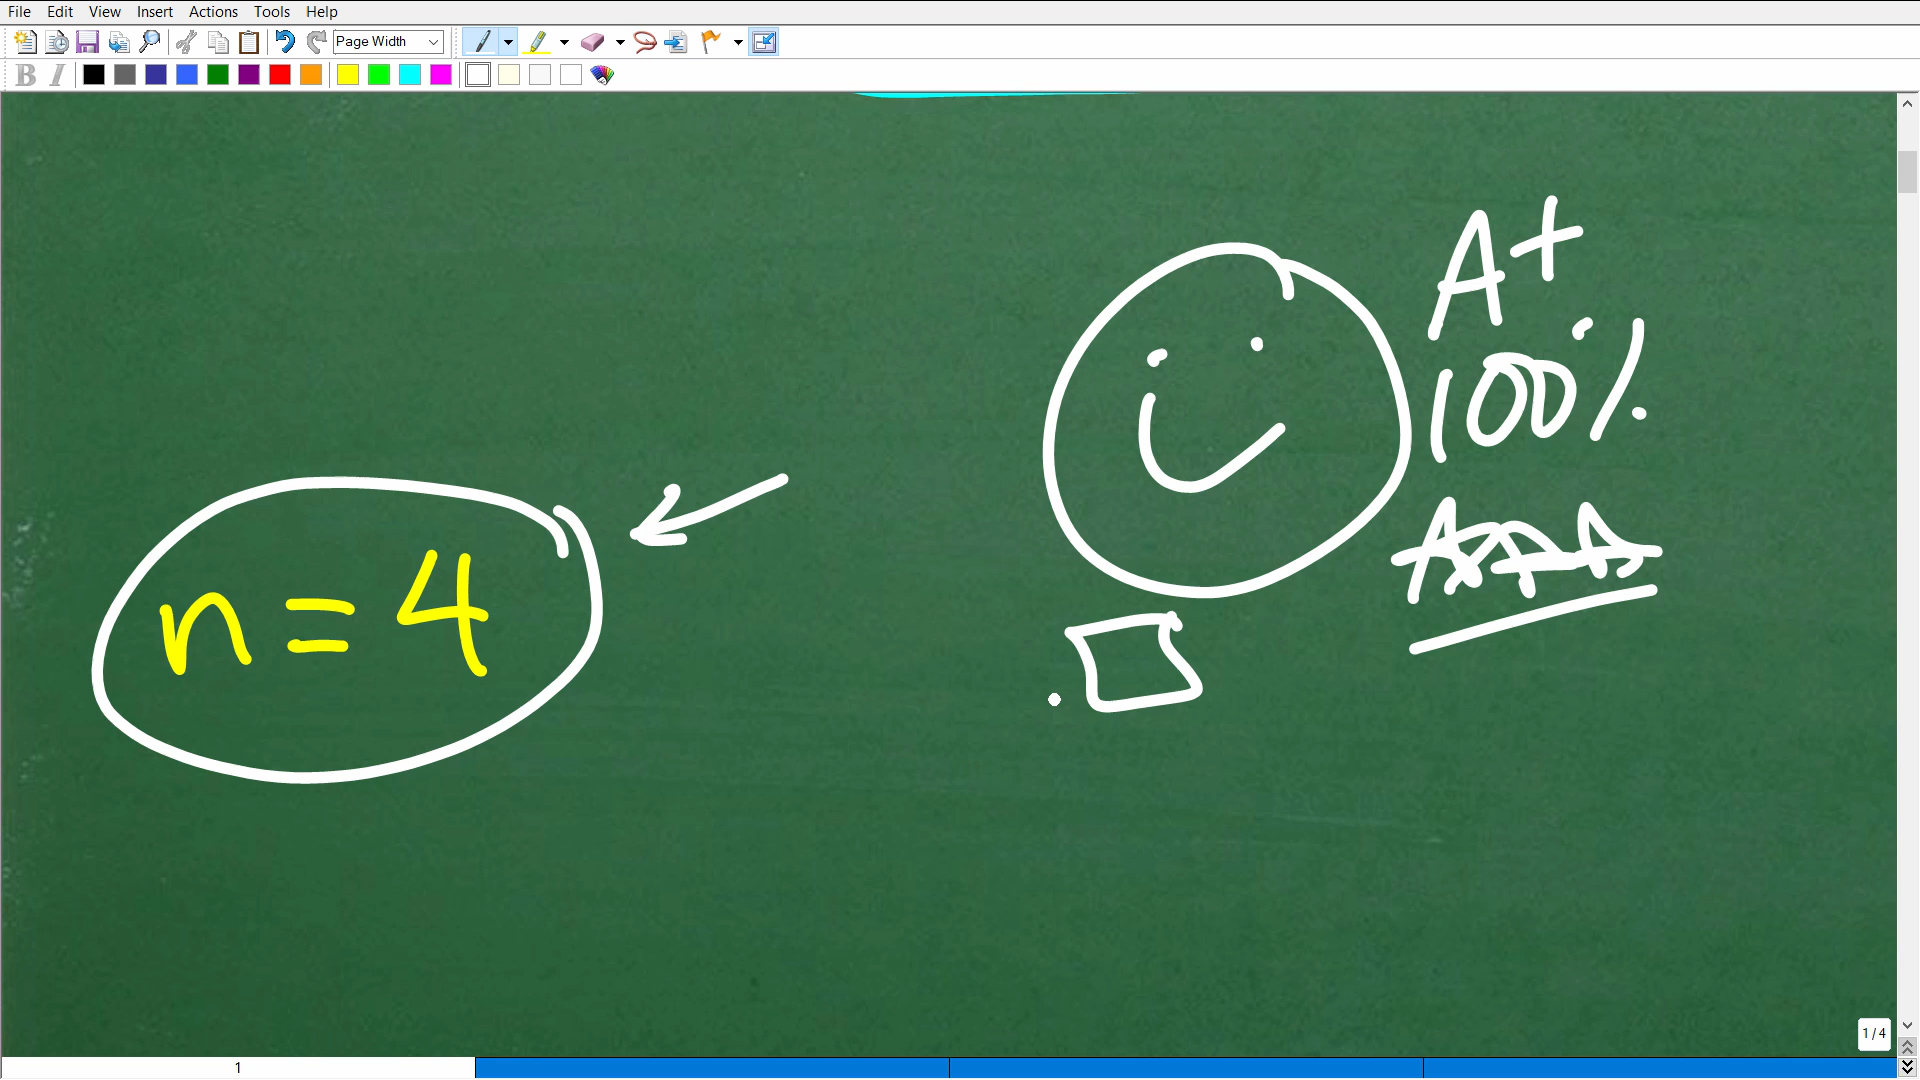 File Edit View Insert Actions Tools Help
Page Width
B I
A+
100%
n=4
1 / 4
1